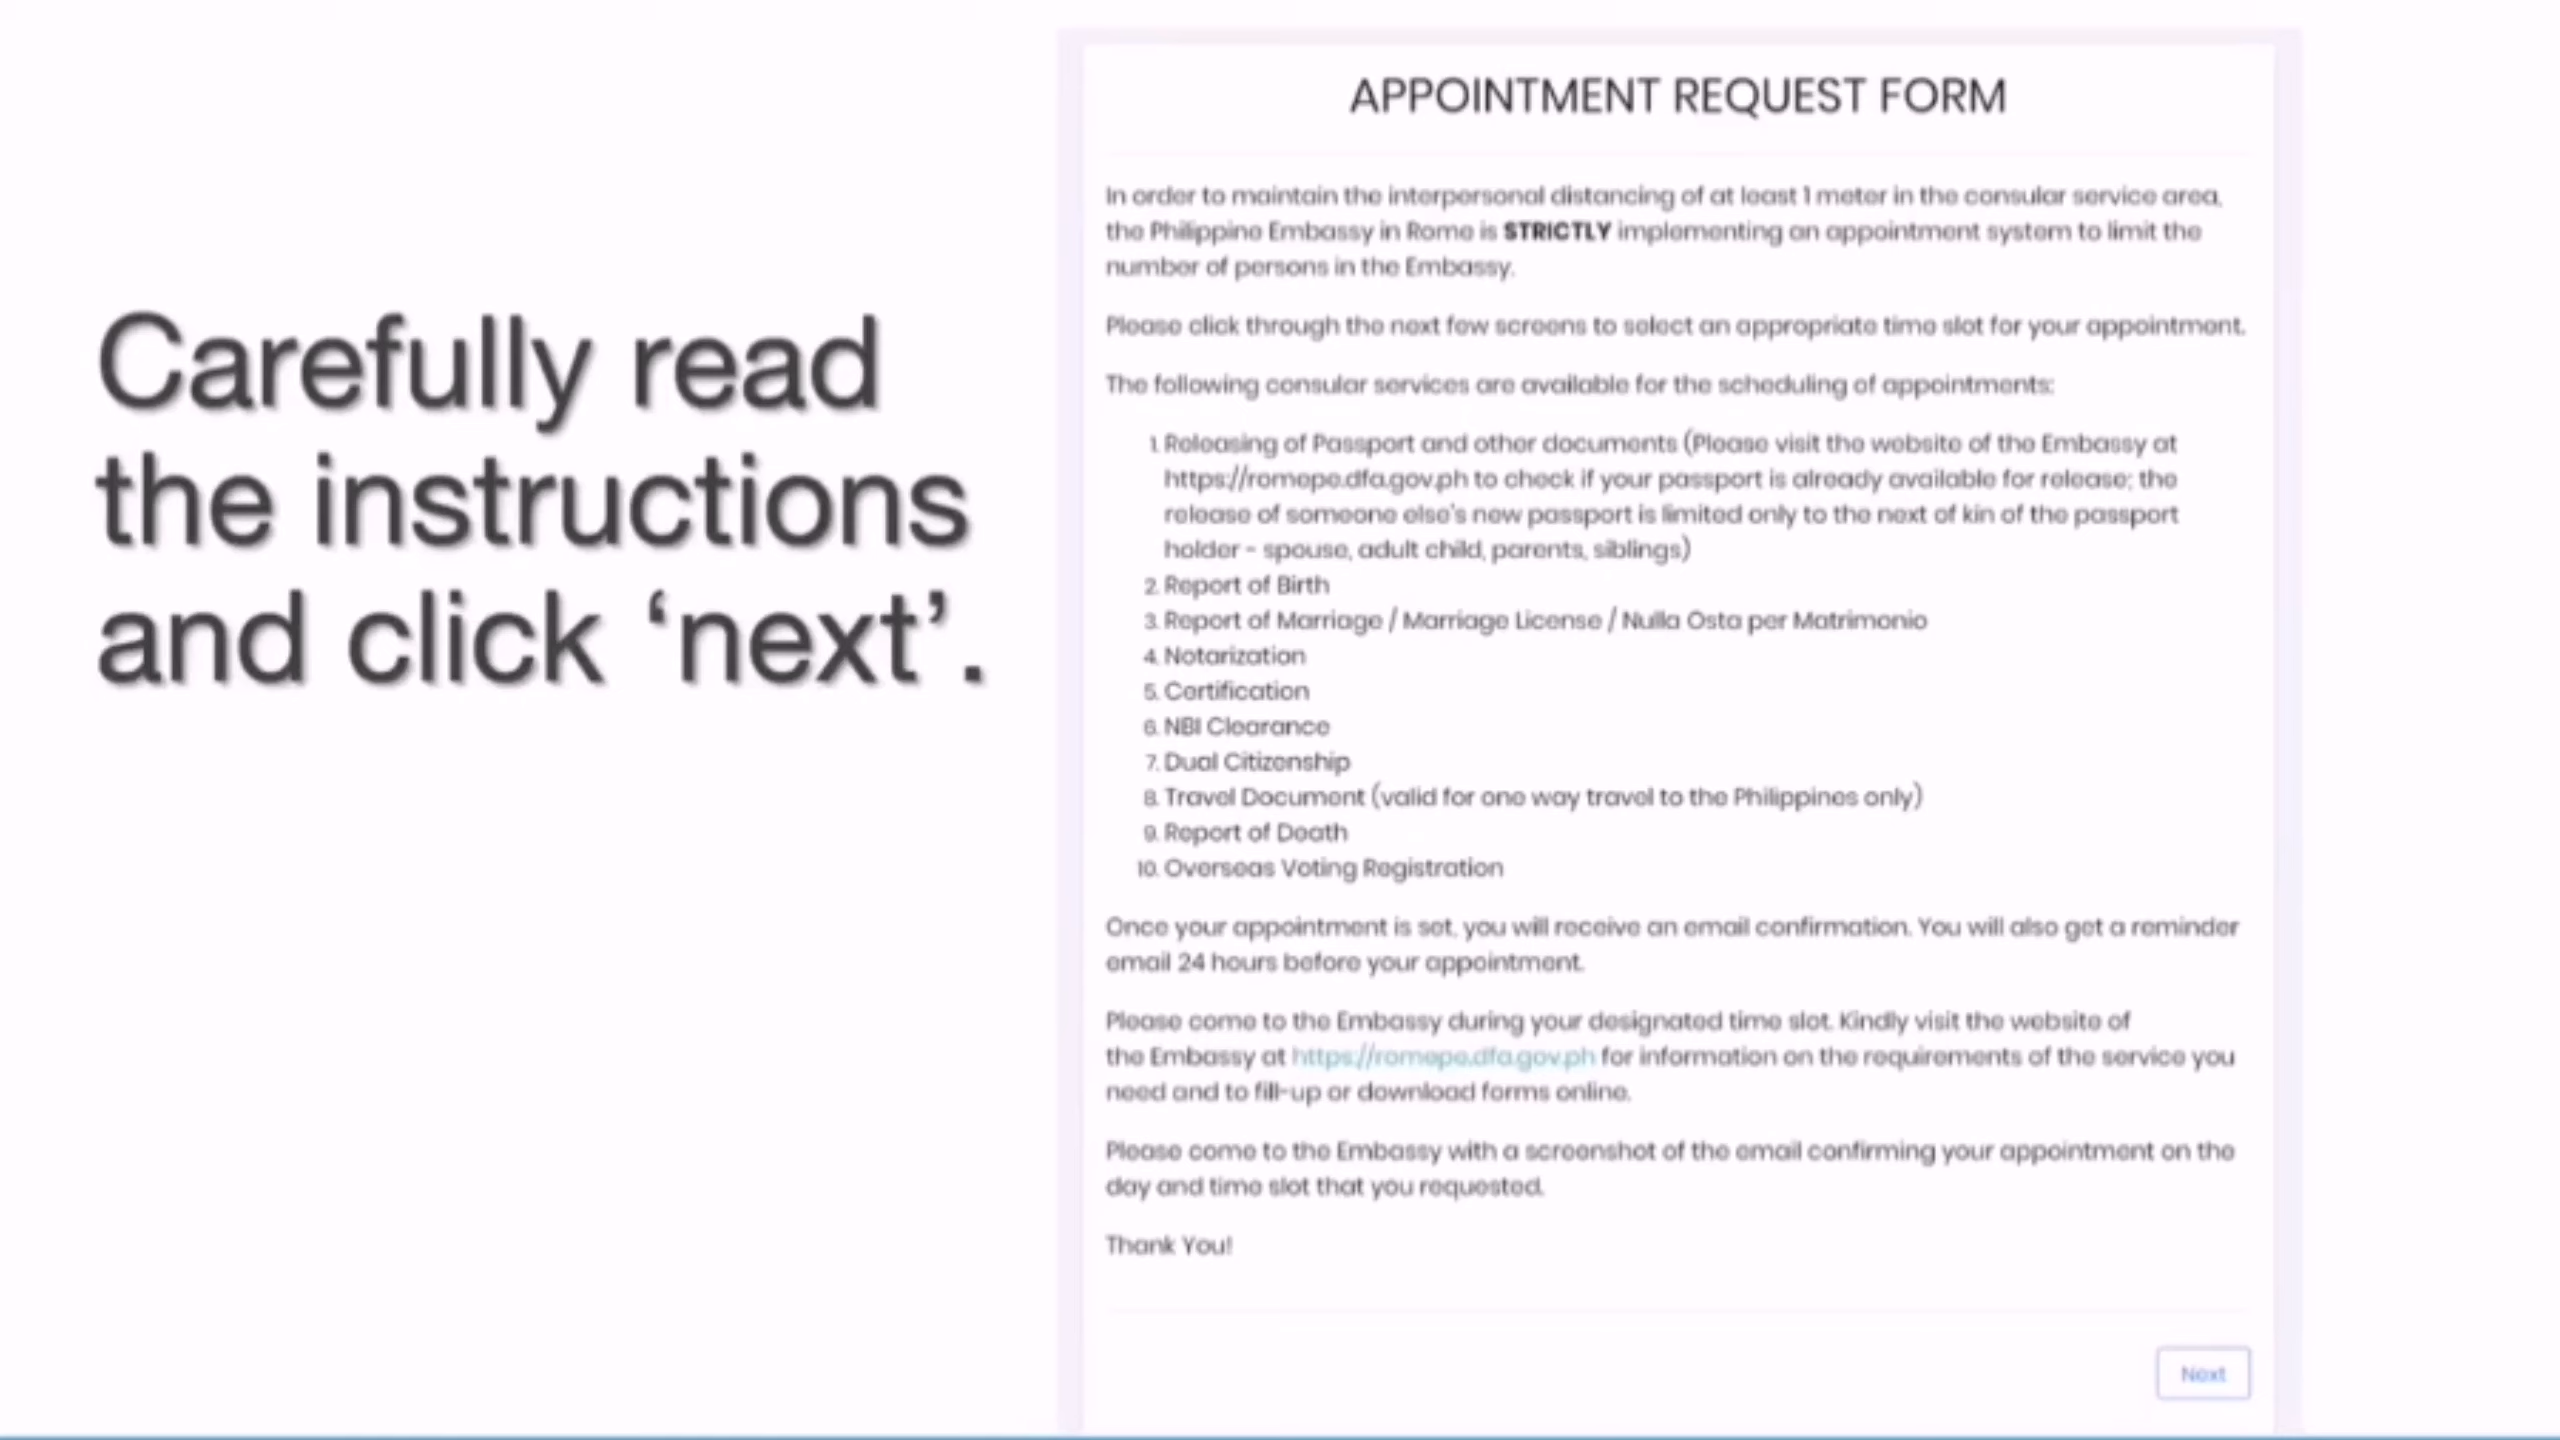 Carefully read
the instructions
and click ‘next’.
APPOINTMENT REQUEST FORM
In order to maintain the interpersonal distancing of at least 1 meter in the consular service area,
the Philippine Embassy in Rome is STRICTLY implementing an appointment system to limit the
number of persons in the Embassy.
Please click through the next few screens to select an appropriate time slot for your appointment.
The following consular services are available for the scheduling of appointments:
1. Releasing of Passport and other documents (Please visit the website of the Embassy at
https://romepe.dfa.gov.ph to check if your passport is already available for release; the
release of someone else's new passport is limited only to the next of kin of the passport
holder - spouse, adult child, parents, siblings)
2. Report of Birth
3. Report of Marriage / Marriage License / Nulla Osta per Matrimonio
4. Notarization
5. Certification
6. NBI Clearance
7. Dual Citizenship
8. Travel Document (valid for one way travel to the Philippines only)
9. Report of Death
10. Overseas Voting Registration
Once your appointment is set, you will receive an email confirmation. You will also get a reminder
email 24 hours before your appointment.
Please come to the Embassy during your designated time slot. Kindly visit the website of
the Embassy at https://romepe.dfa.gov.ph for information on the requirements of the service you
need and to fill-up or download forms online.
Please come to the Embassy with a screenshot of the email confirming your appointment on the
day and time slot that you requested.
Thank You!
Next